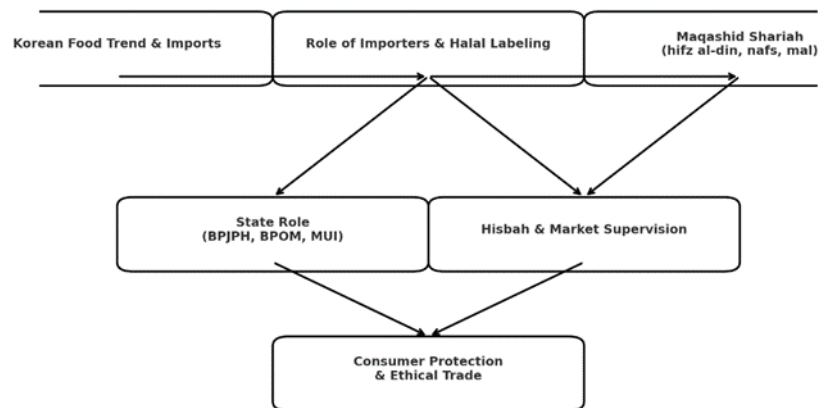 Korean Food Trend & Imports
Role of Importers & Halal Labeling
Maqashid Shariah
(hifz al-din, nafs, mal)
State Role
(BPJPH, BPOM, MUI)
Hisbah & Market Supervision
Consumer Protection
& Ethical Trade